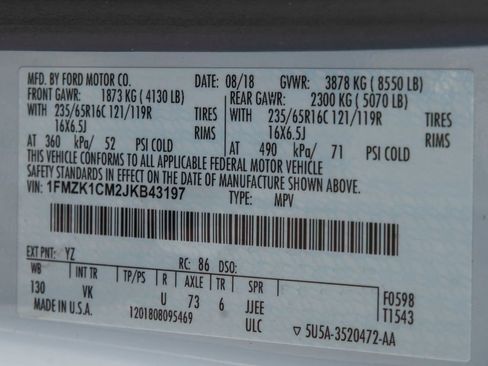 MFD. BY FORD MOTOR CO. DATE: 08/18 GVWR: 3878 KG ( 8550 LB)
FRONT GAWR: 1873 KG ( 4130 LB) REAR GAWR: 2300 KG ( 5070 LB)
WITH 235/65R16C 121/119R TIRES WITH 235/65R16C 121/119R TIRES
16X6.5J RIMS 16X6.5J RIMS
AT 360 kPa/ 52 PSI COLD AT 490 kPa/ 71 PSI COLD
THIS VEHICLE CONFORMS TO ALL APPLICABLE FEDERAL MOTOR VEHICLE
SAFETY STANDARDS IN EFFECT ON THE DATE OF MANUFACTURE SHOWN ABOVE.
VIN: 1FMZK1CM2JKB43197 TYPE: MPV
EXT PNT: YZ RC: 86 DSO:
WB INT TR TP/PS R AXLE TR SPR
130 VK U 73 6 JJEE F0598
MADE IN U.S.A. 1201808095469 ULC T1543
▽ 5U5A-3520472-AA